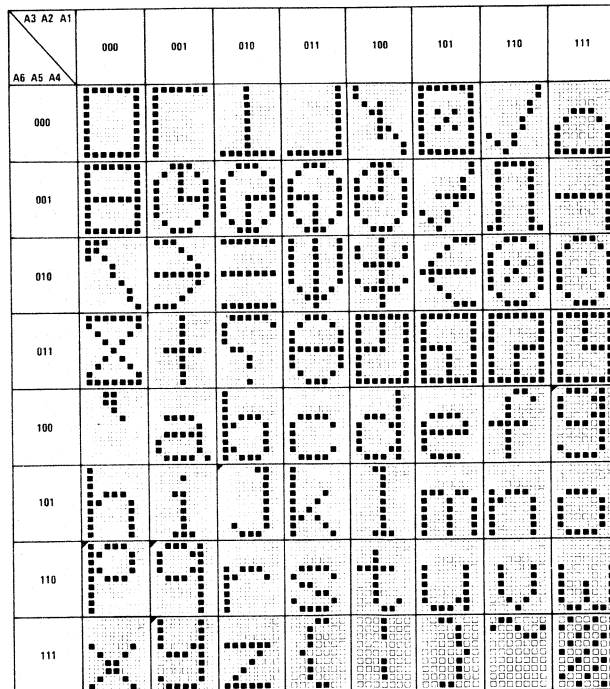 A3 A2 A1
A6 A5 A4
000 001 010 011 100 101 110 111
000
001
010
011
100
a b c d e f g
101
h i j k l m n o
110
p q r s t u v w
111
x y z { | } ~